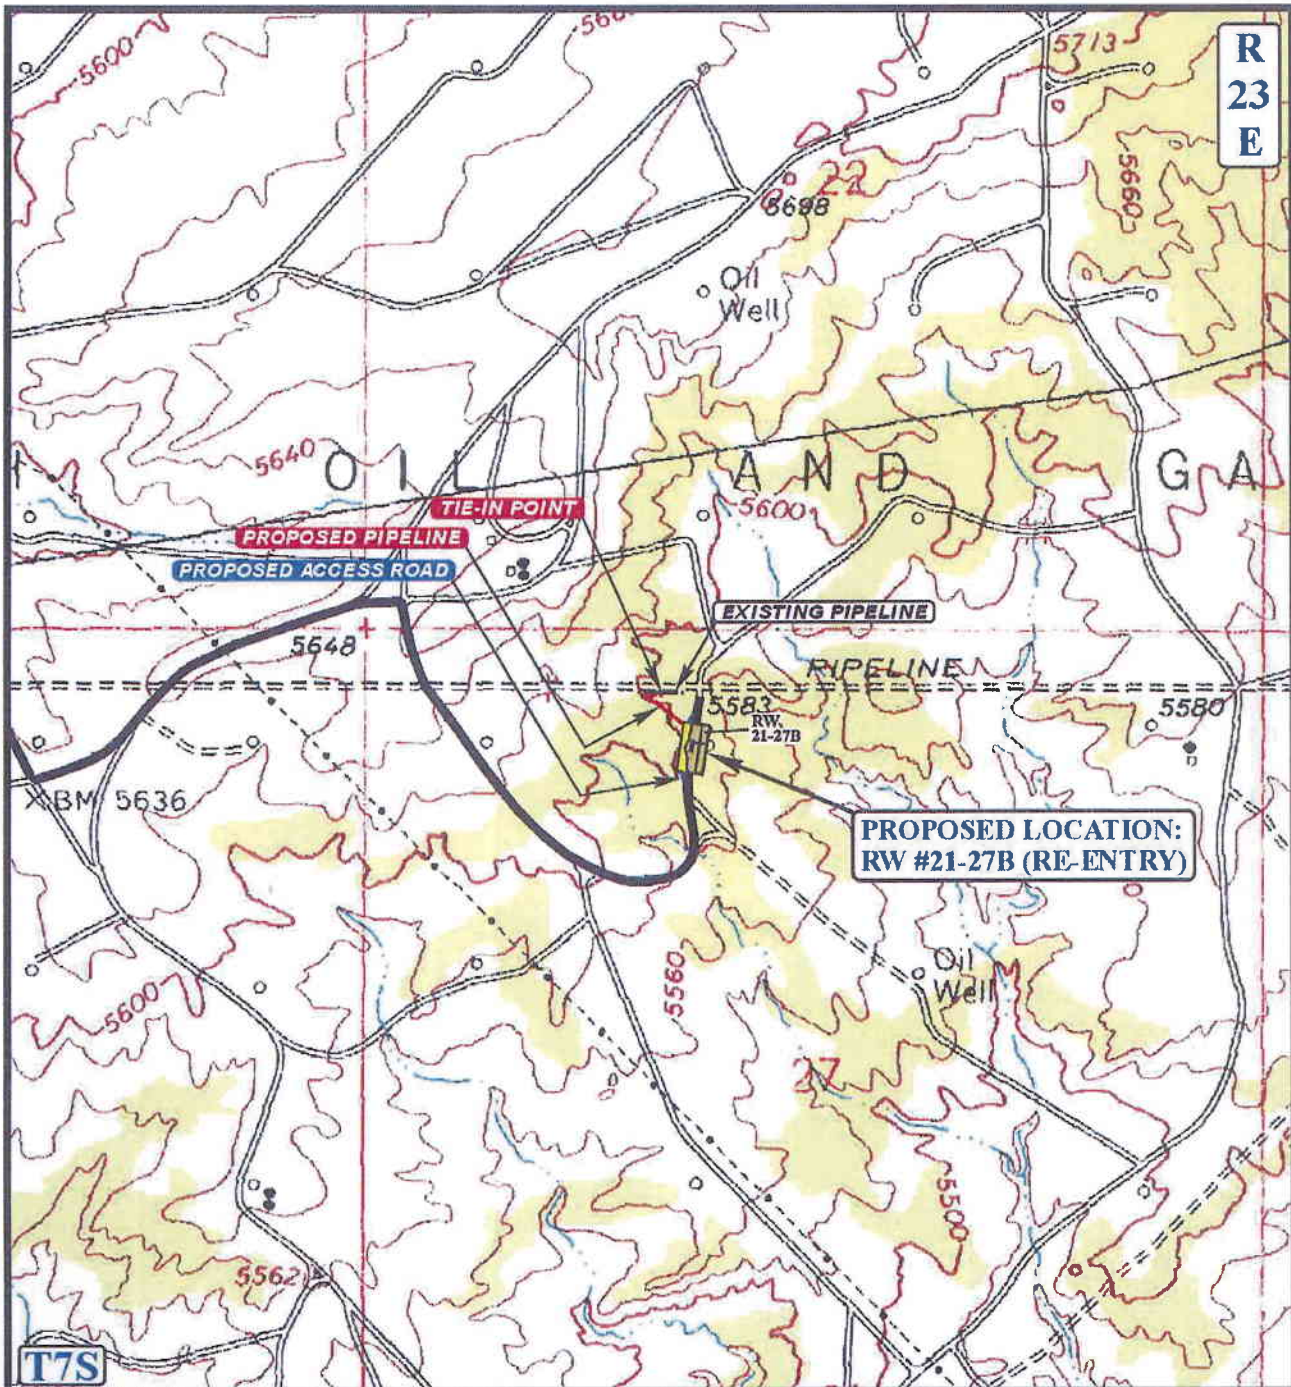 5600
5713
R
23
E
5660
22
5698
Oil
Well
5640
OIL AND GA
TIE-IN POINT
5600
PROPOSED PIPELINE
PROPOSED ACCESS ROAD
EXISTING PIPELINE
5648
PIPELINE
5583
5580
RW
21-27B
BM 5636
PROPOSED LOCATION:
RW #21-27B (RE-ENTRY)
Oil
Well
5560
5600
27
5500
5562
T7S